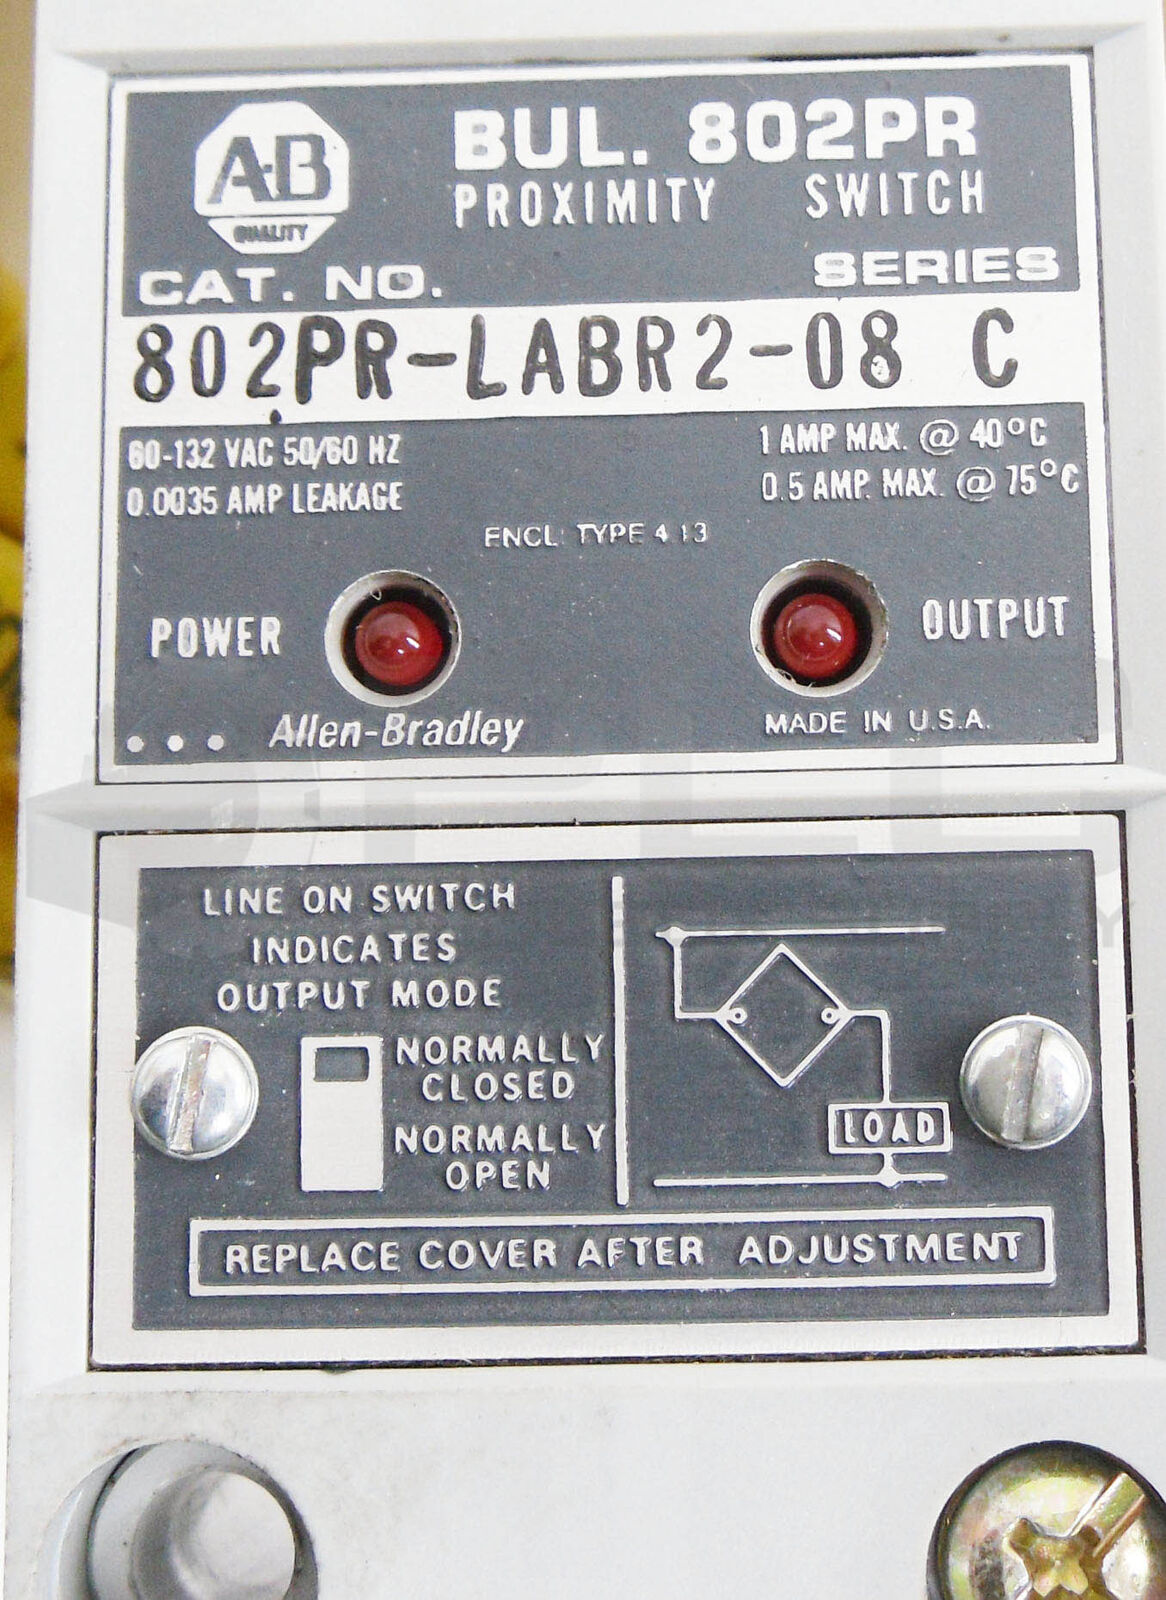 A-B
QUALITY
BUL. 802PR
PROXIMITY SWITCH
CAT. NO. SERIES
802PR-LABR2-08 C
60-132 VAC 50/60 HZ
0.0035 AMP LEAKAGE
1 AMP MAX. @ 40°C
0.5 AMP. MAX. @ 75°C
ENCL: TYPE 4 13
POWER
OUTPUT
Allen-Bradley
MADE IN U.S.A.
LINE ON SWITCH
INDICATES
OUTPUT MODE
NORMALLY
CLOSED
NORMALLY
OPEN
LOAD
REPLACE COVER AFTER ADJUSTMENT